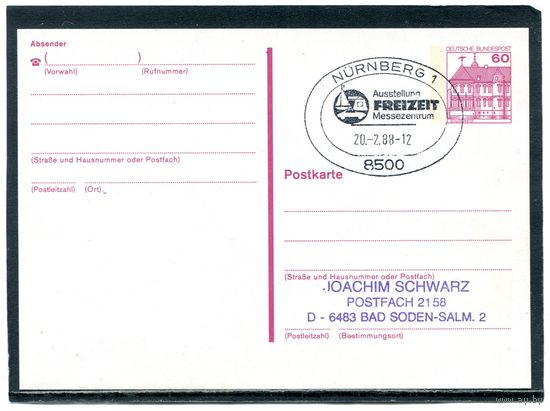 Absender
☎ ( )
(Vorwahl) (Rufnummer)
(Straße und Hausnummer oder Postfach)
(Postleitzahl) (Ort)
NÜRNBERG 1
Ausstellung
FREIZEIT
Messezentrum
20.-2.88-12
8500
DEUTSCHE BUNDESPOST
60
Postkarte
(Straße und Hausnummer oder Postfach)
JOACHIM SCHWARZ
POSTFACH 2158
D - 6483 BAD SODEN-SALM. 2
(Postleitzahl) (Bestimmungsort)